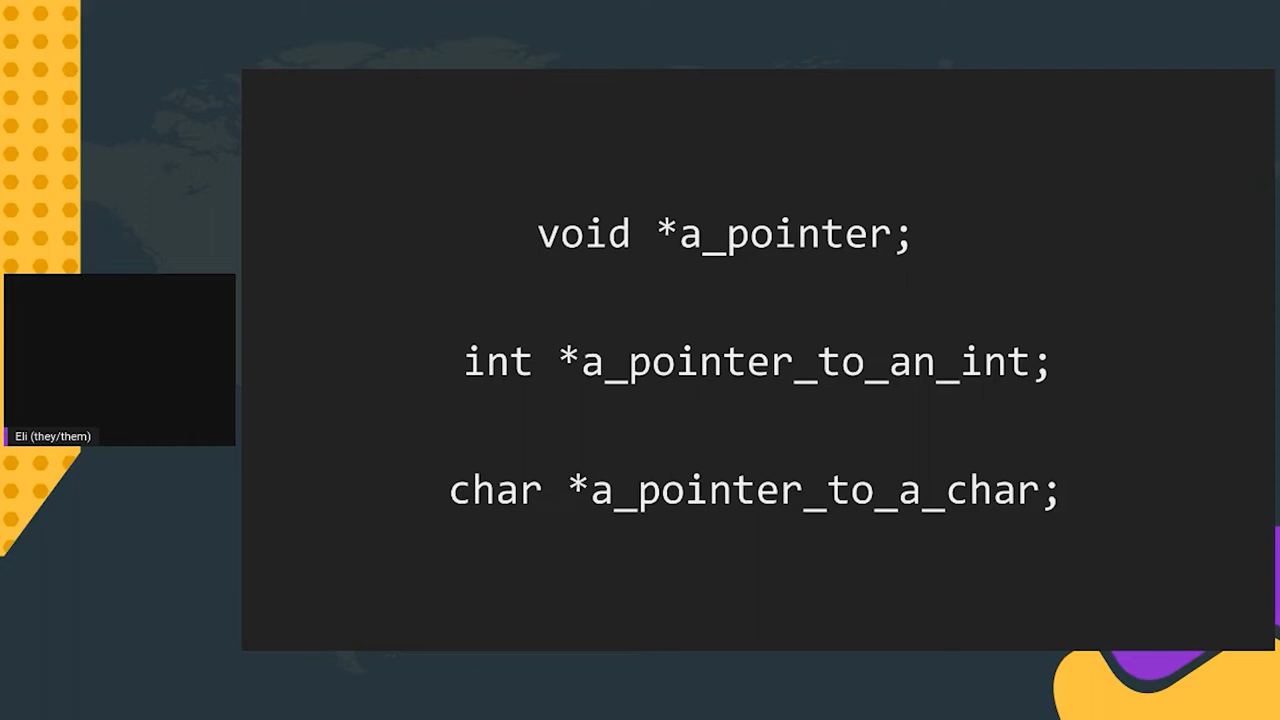 void *a_pointer;
int *a_pointer_to_an_int;
char *a_pointer_to_a_char;
Eli (they/them)